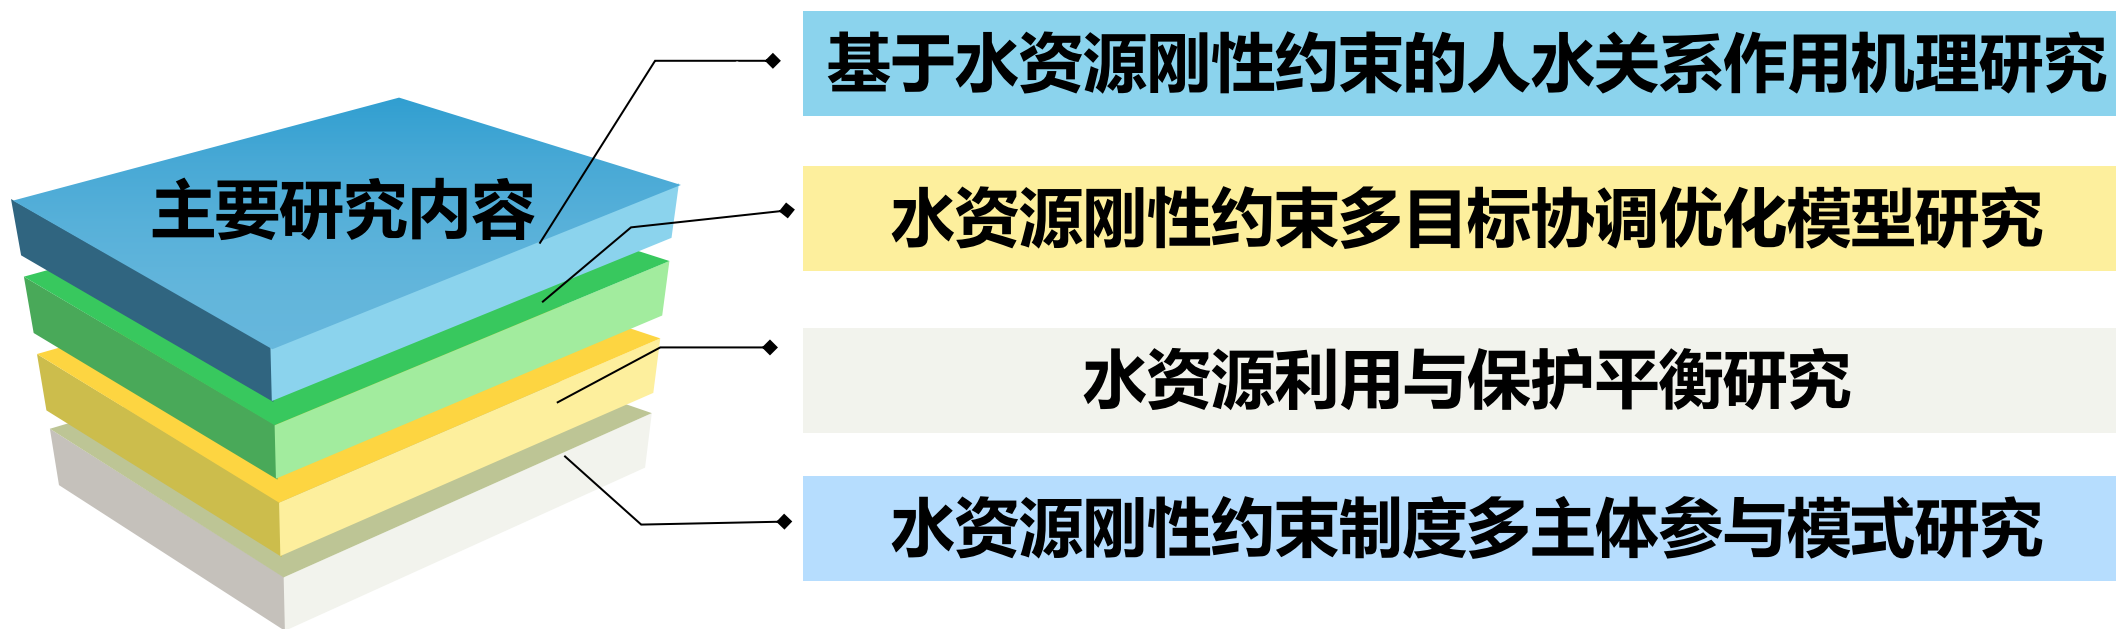 主要研究内容
基于水资源刚性约束的人水关系作用机理研究
水资源刚性约束多目标协调优化模型研究
水资源利用与保护平衡研究
水资源刚性约束制度多主体参与模式研究